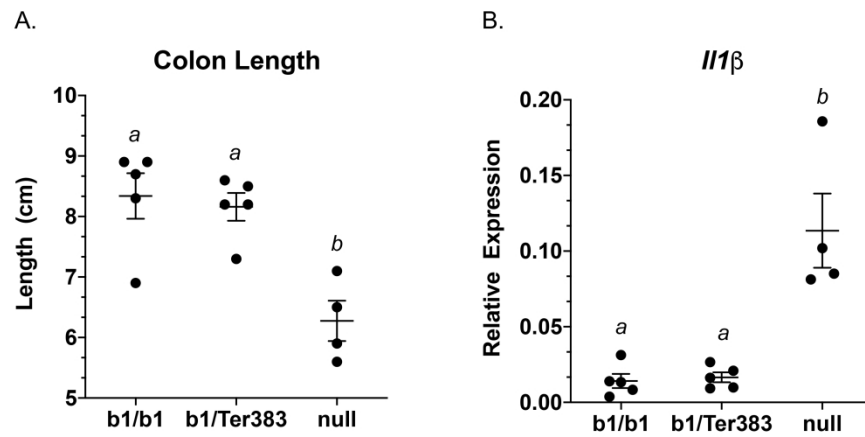 A.
Colon Length
Length (cm)
10
9
8
7
6
5
a
a
b
b1/b1 b1/Ter383 null
B.
Il1β
Relative Expression
0.20
0.15
0.10
0.05
0.00
a
a
b
b1/b1 b1/Ter383 null